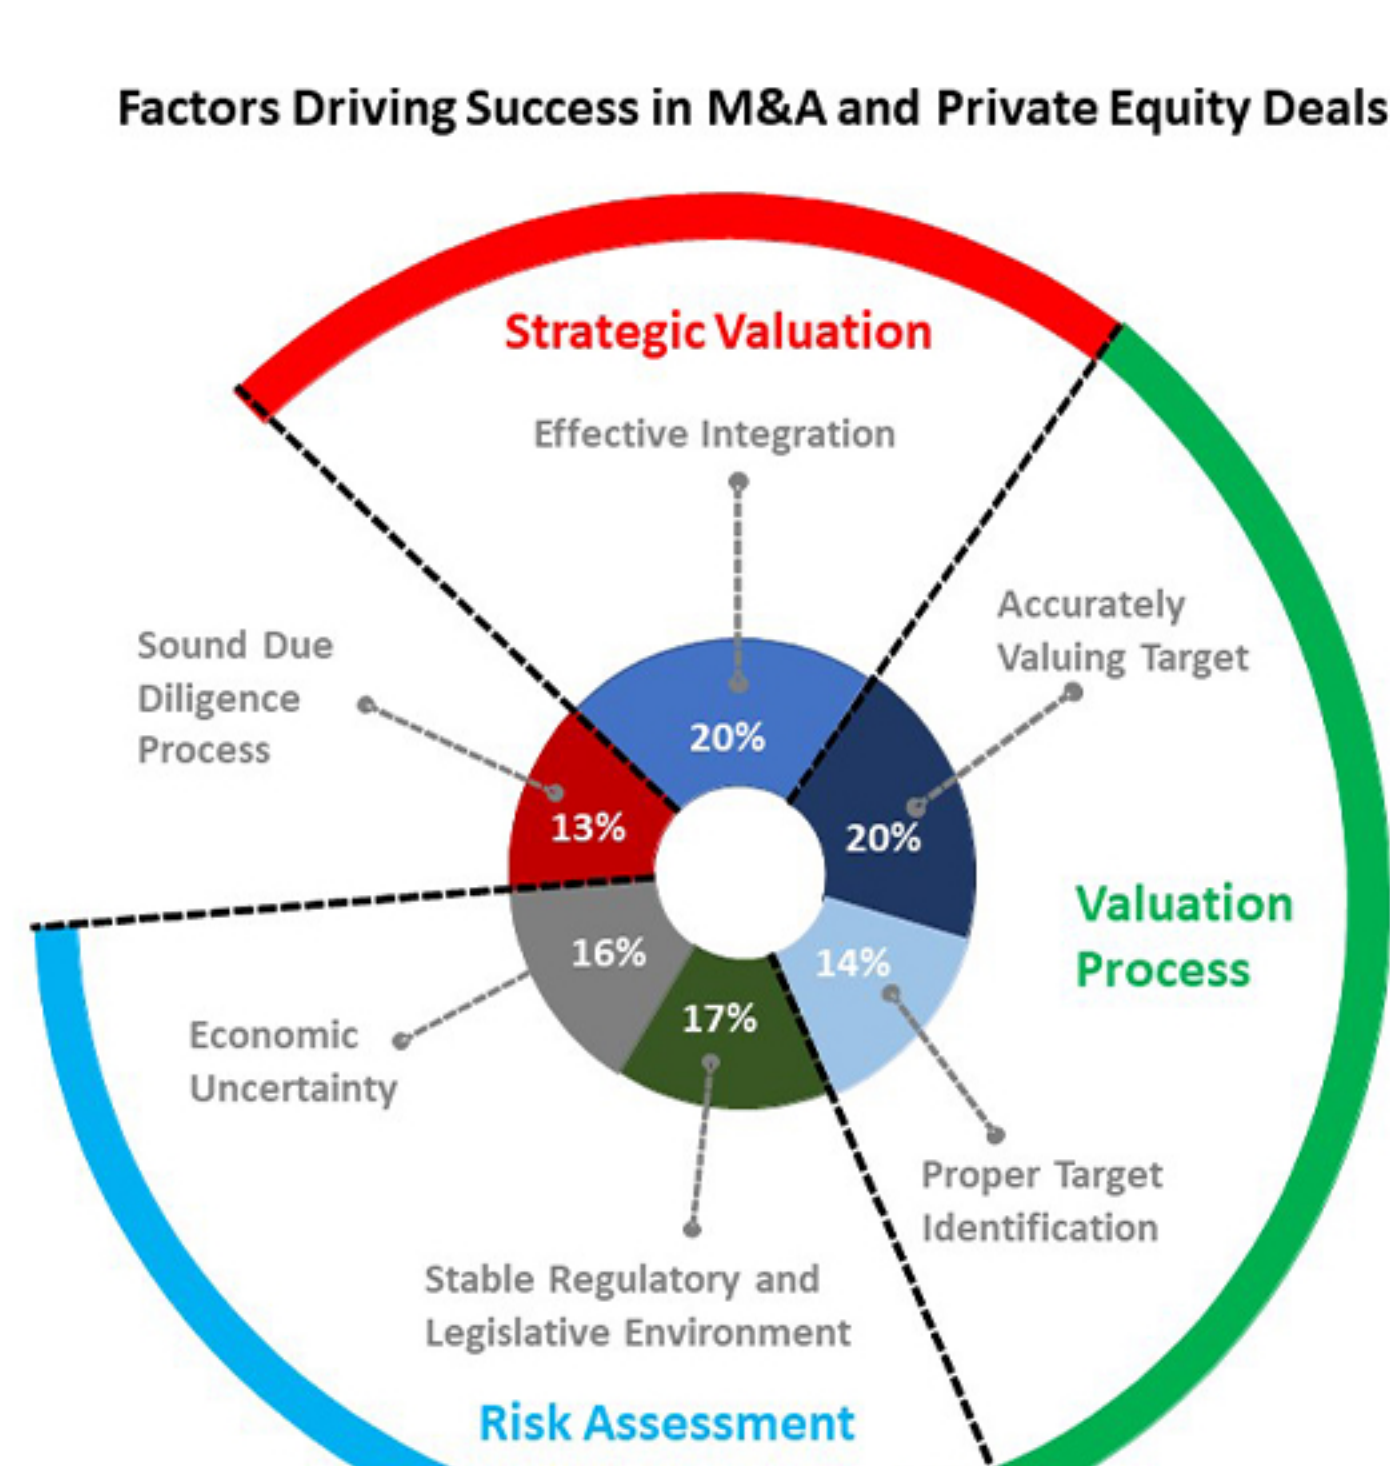 Factors Driving Success in M&A and Private Equity Deals
Strategic Valuation
Effective Integration
20%
Accurately
Valuing Target
20%
Valuation
Process
14%
Proper Target
Identification
17%
Stable Regulatory and
Legislative Environment
Risk Assessment
16%
Economic
Uncertainty
13%
Sound Due
Diligence
Process